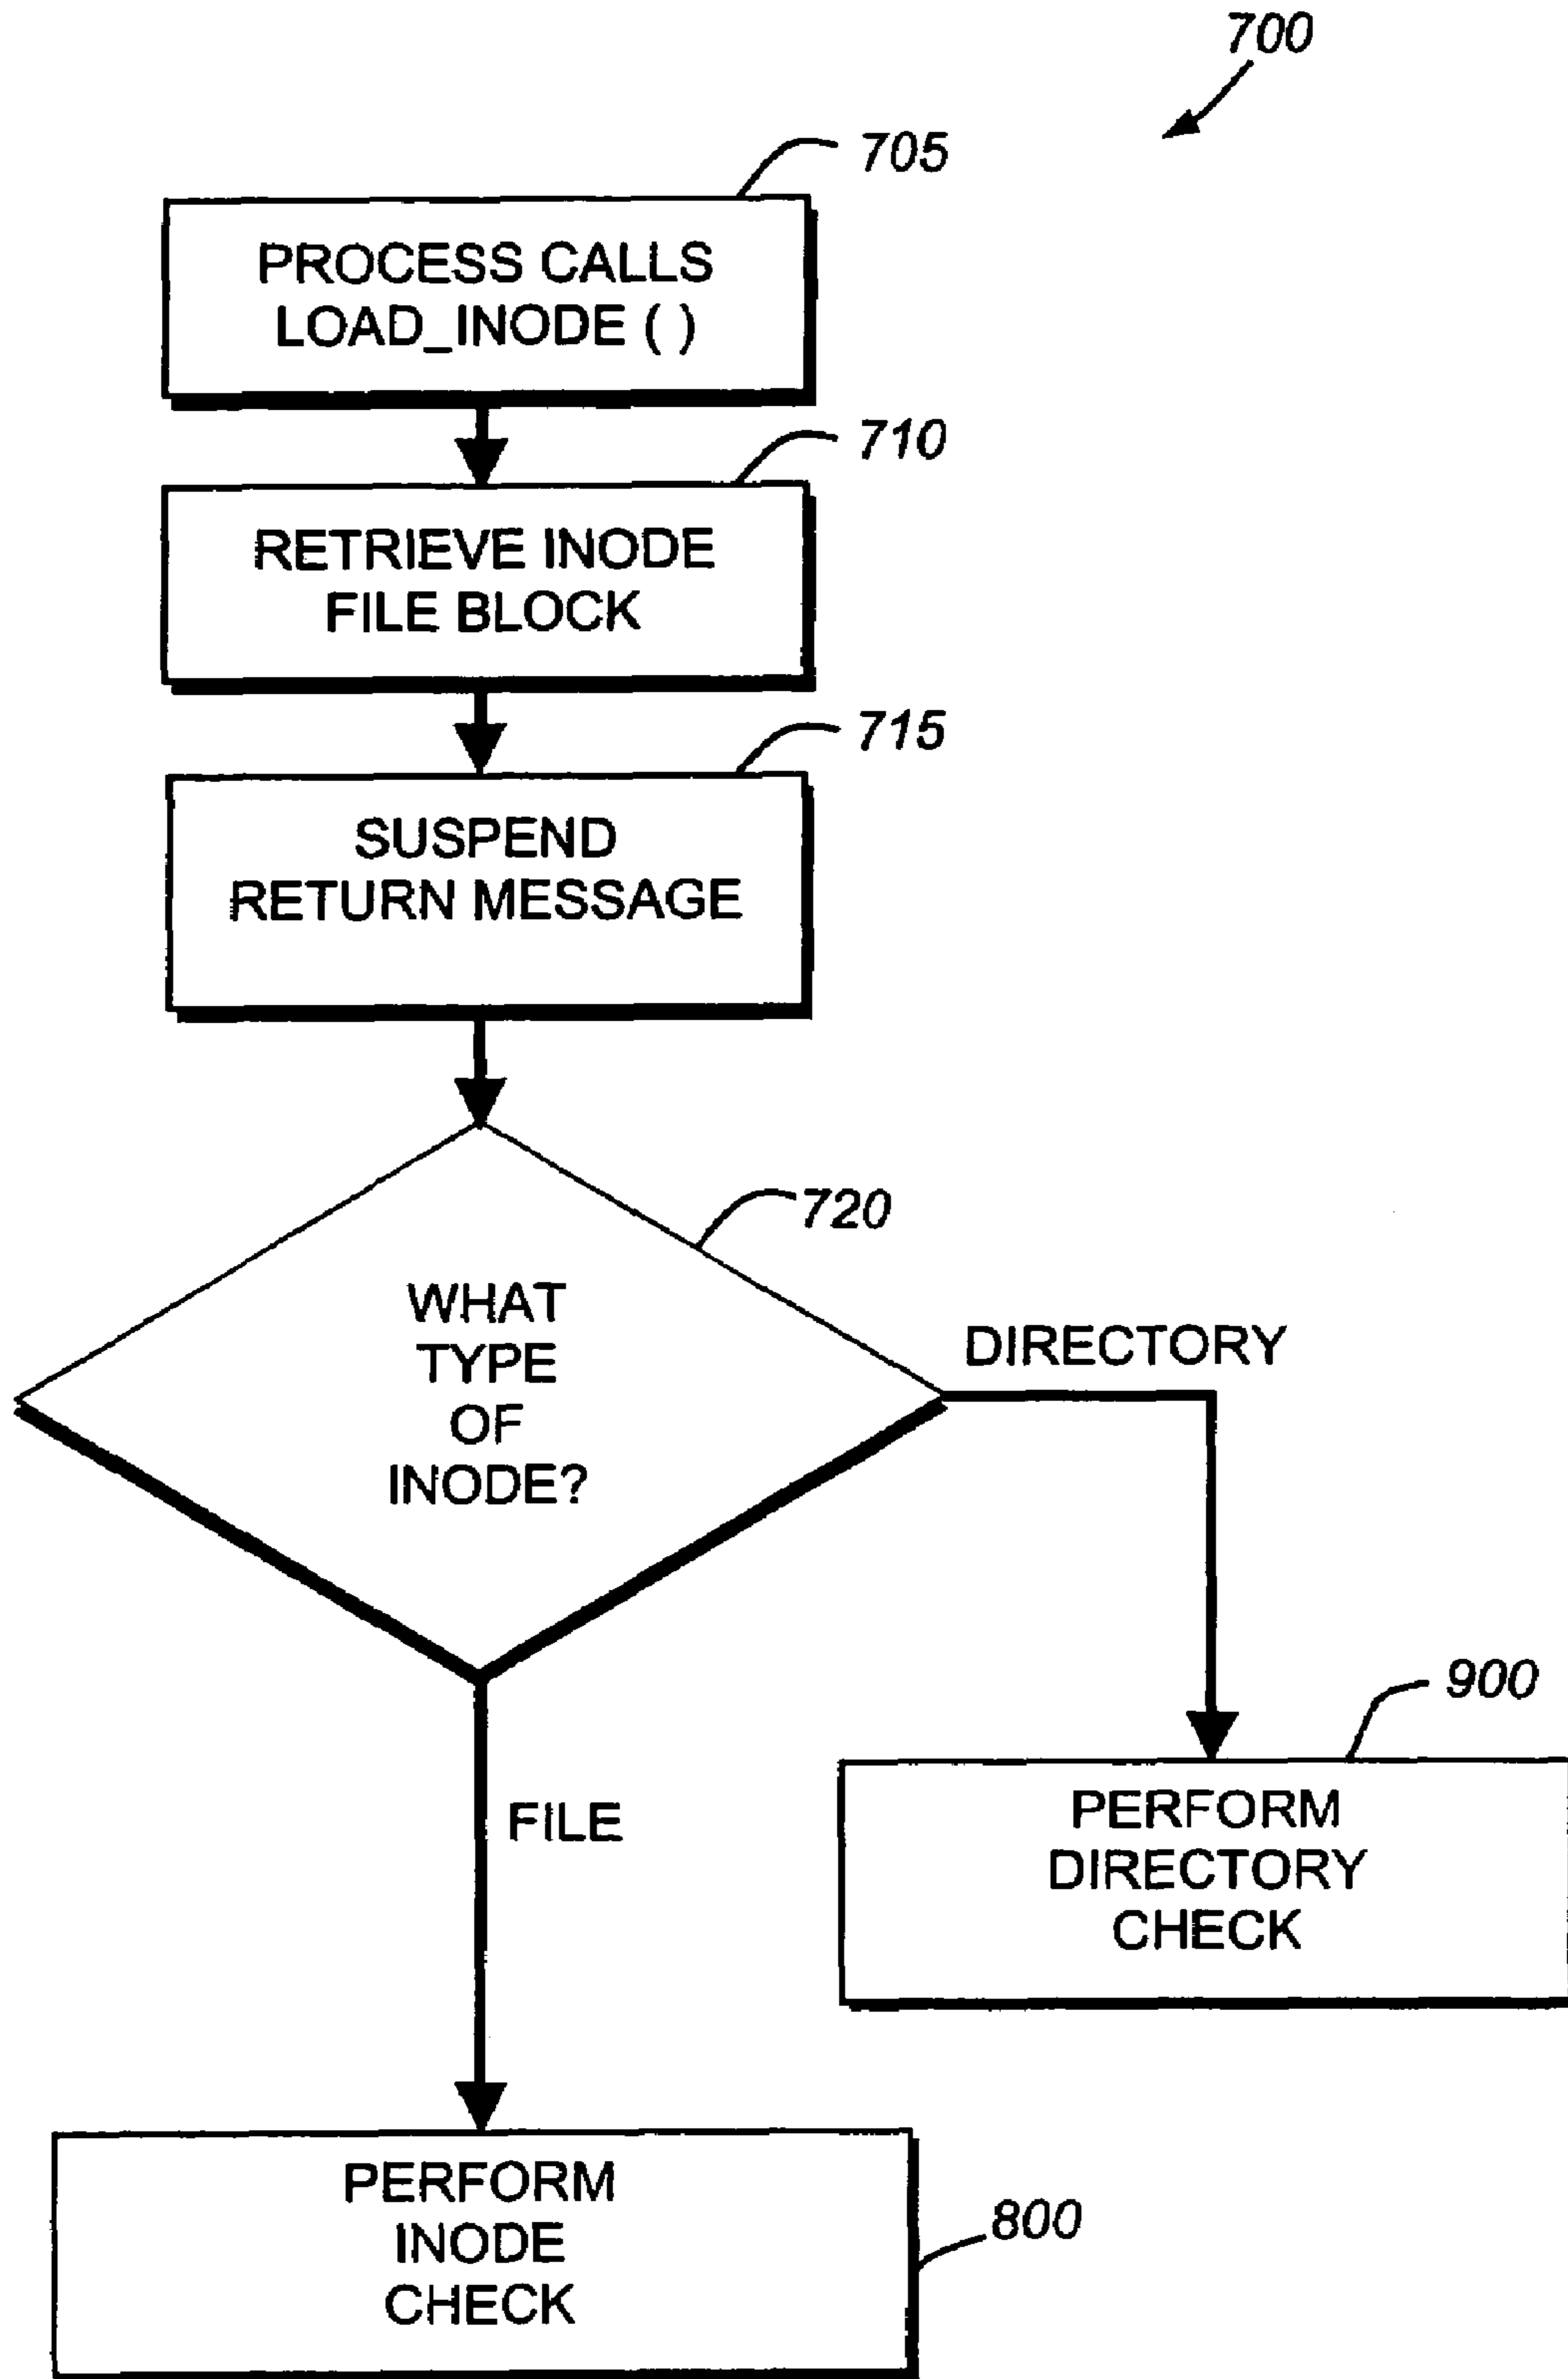 700
705
PROCESS CALLS
LOAD_INODE ( )
710
RETRIEVE INODE
FILE BLOCK
715
SUSPEND
RETURN MESSAGE
720
WHAT
TYPE
OF
INODE?
DIRECTORY
900
PERFORM
DIRECTORY
CHECK
FILE
PERFORM
INODE
CHECK
800